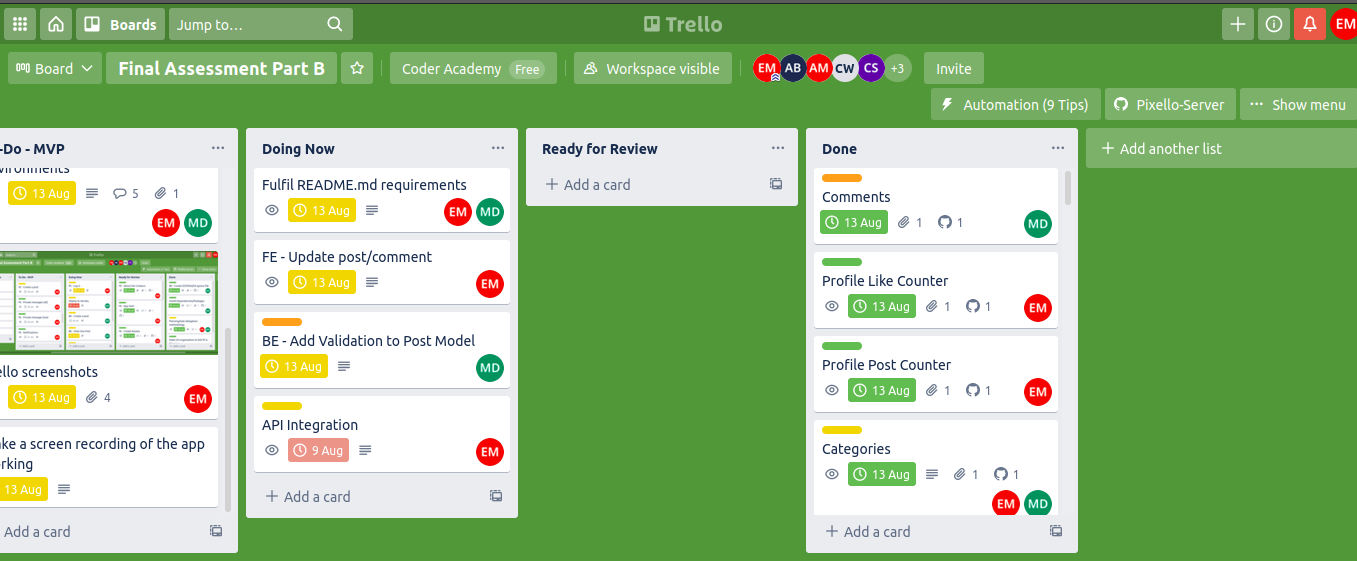 Boards
Jump to…
Trello
EM
Board
Final Assessment Part B
Coder Academy Free
Workspace visible
EM AB AM CW CS +3
Invite
Automation (9 Tips)
Pixello-Server
Show menu
-Do - MVP
vironments
13 Aug 5 1
EM MD
ello screenshots
13 Aug 4
EM
ake a screen recording of the app
rking
13 Aug
Add a card
Doing Now
Fulfil README.md requirements
13 Aug
EM MD
FE - Update post/comment
13 Aug
EM
BE - Add Validation to Post Model
13 Aug
MD
API Integration
9 Aug
EM
Add a card
Ready for Review
Add a card
Done
Comments
13 Aug 1 1
MD
Profile Like Counter
13 Aug 1 1
EM
Profile Post Counter
13 Aug 1 1
EM
Categories
13 Aug 1 1
EM MD
Add a card
Add another list